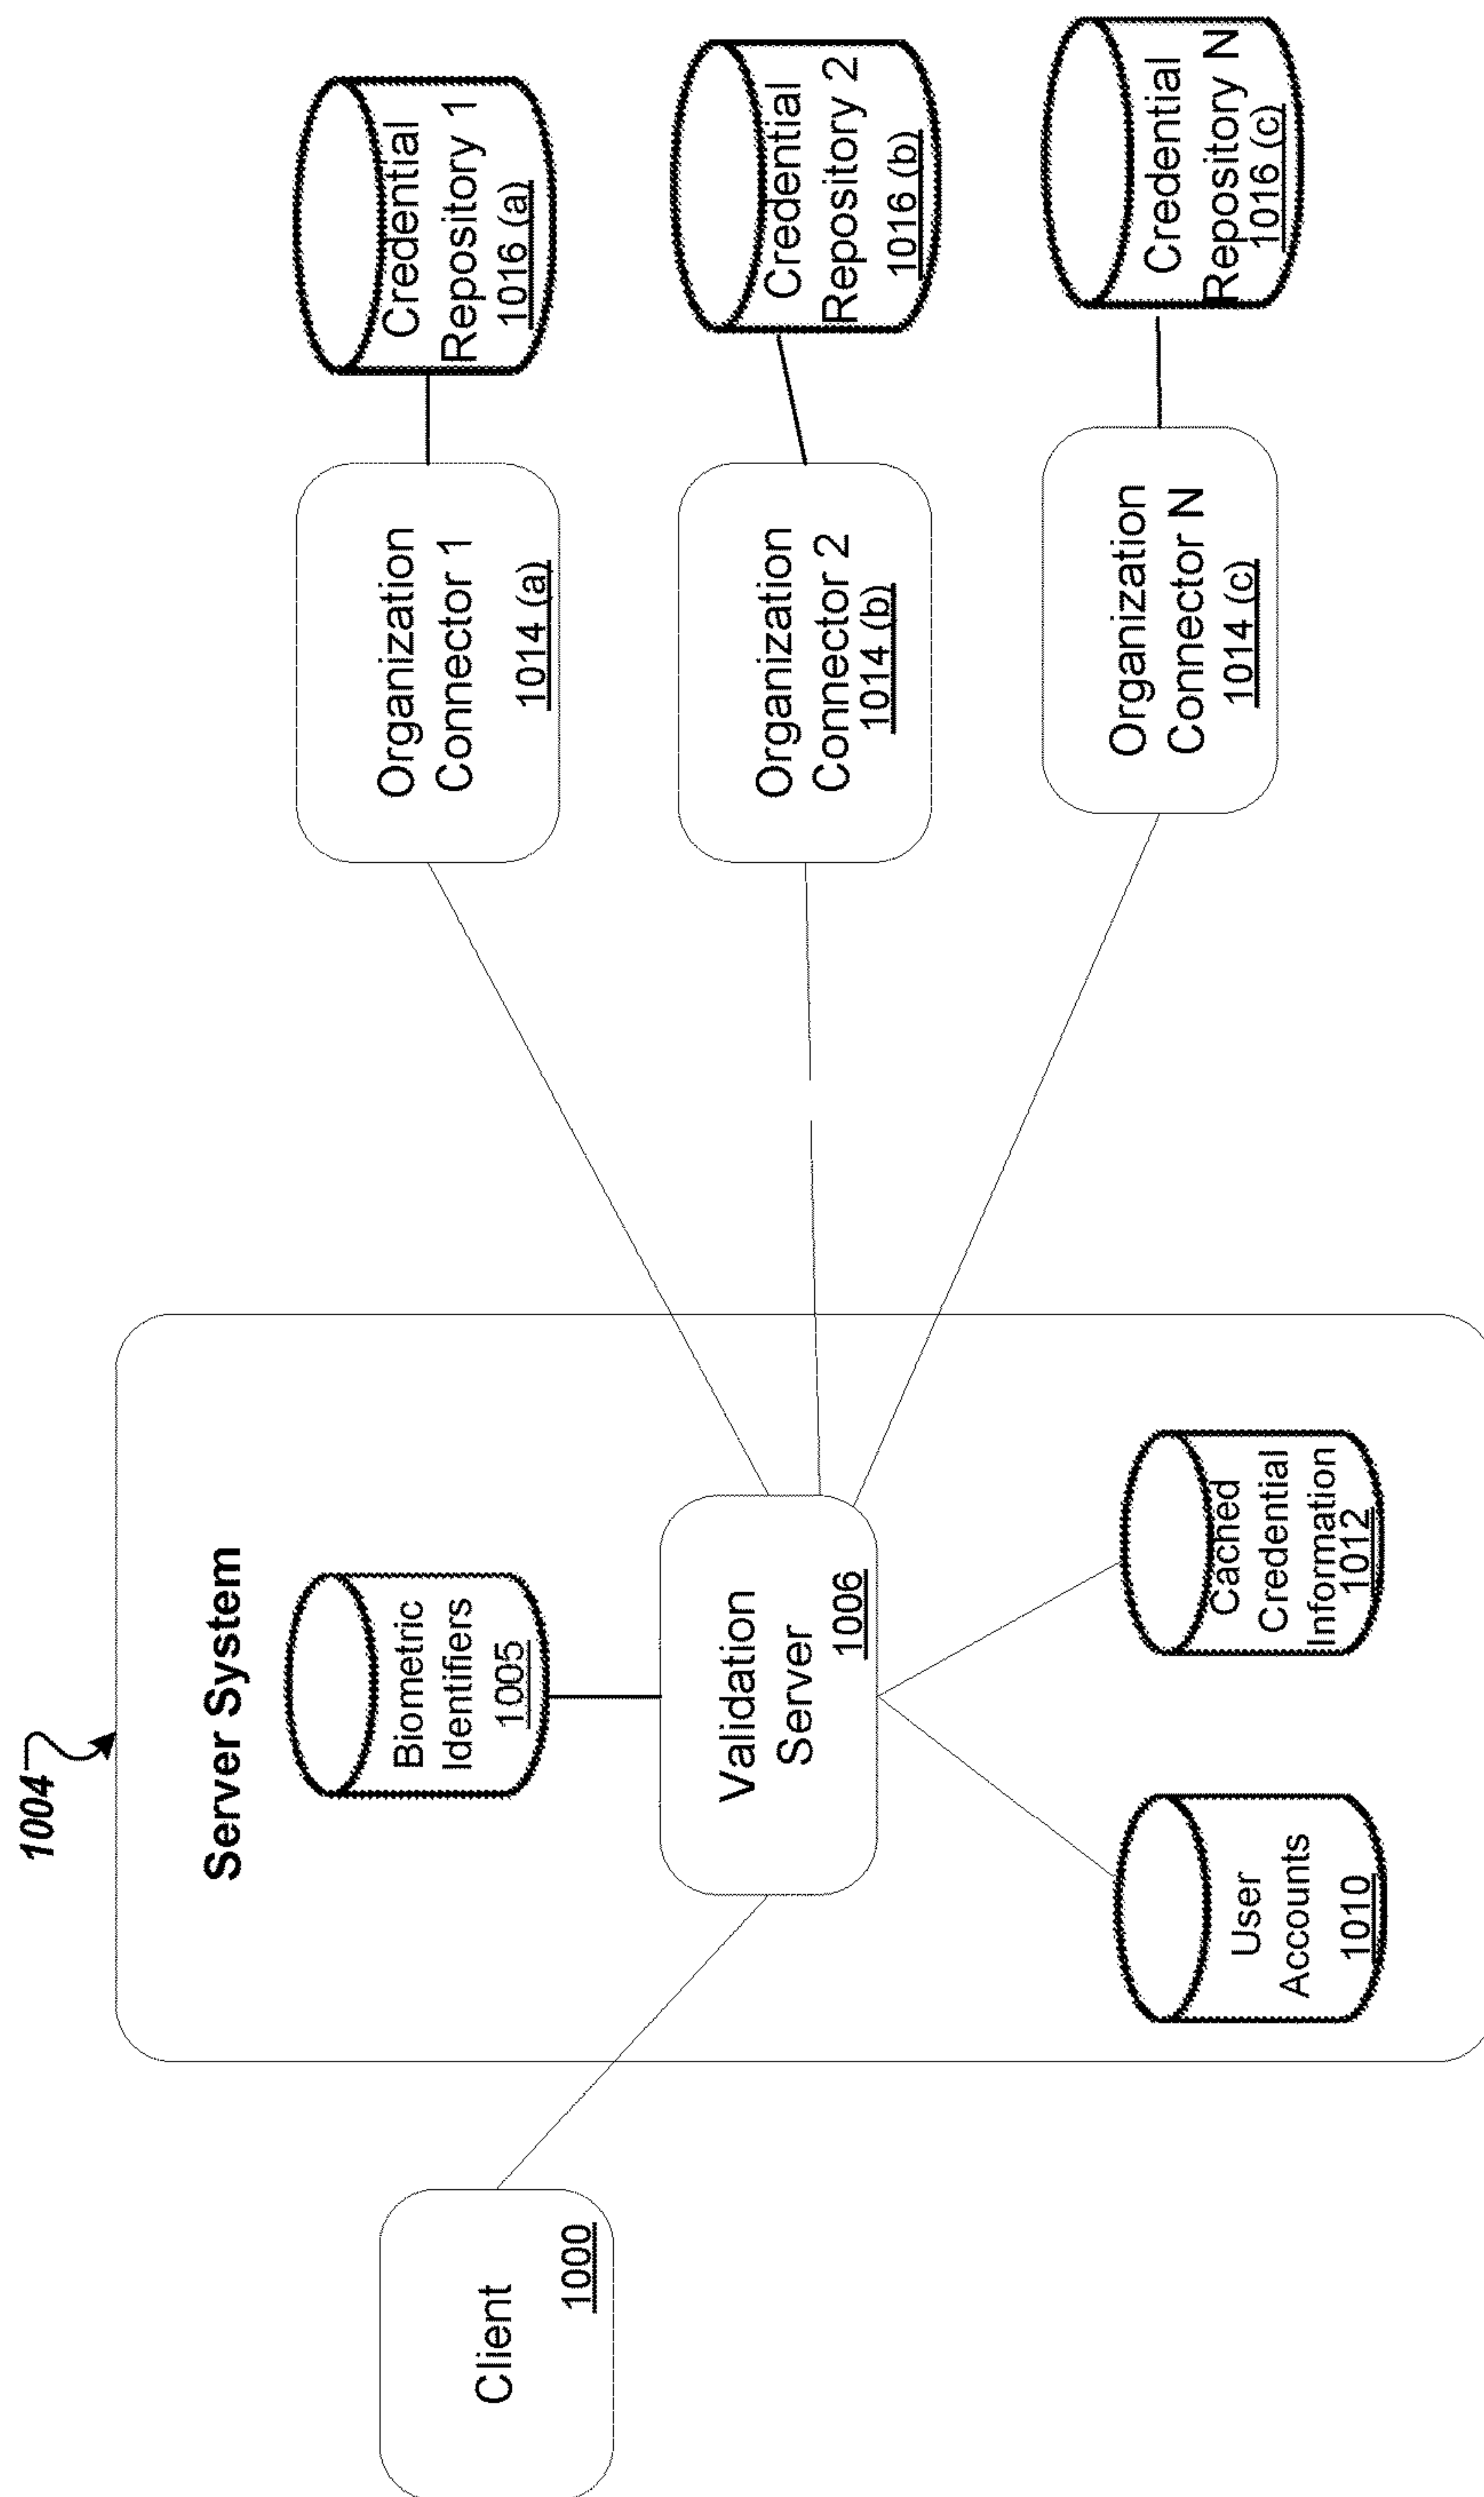 1004
Server System
Biometric
Identifiers
1005
Validation
Server
1006
User
Accounts
1010
Cached
Credential
Information
1012
Client
1000
Organization
Connector 1
1014 (a)
Credential
Repository 1
1016 (a)
Organization
Connector 2
1014 (b)
Credential
Repository 2
1016 (b)
Organization
Connector N
1014 (c)
Credential
Repository N
1016 (c)